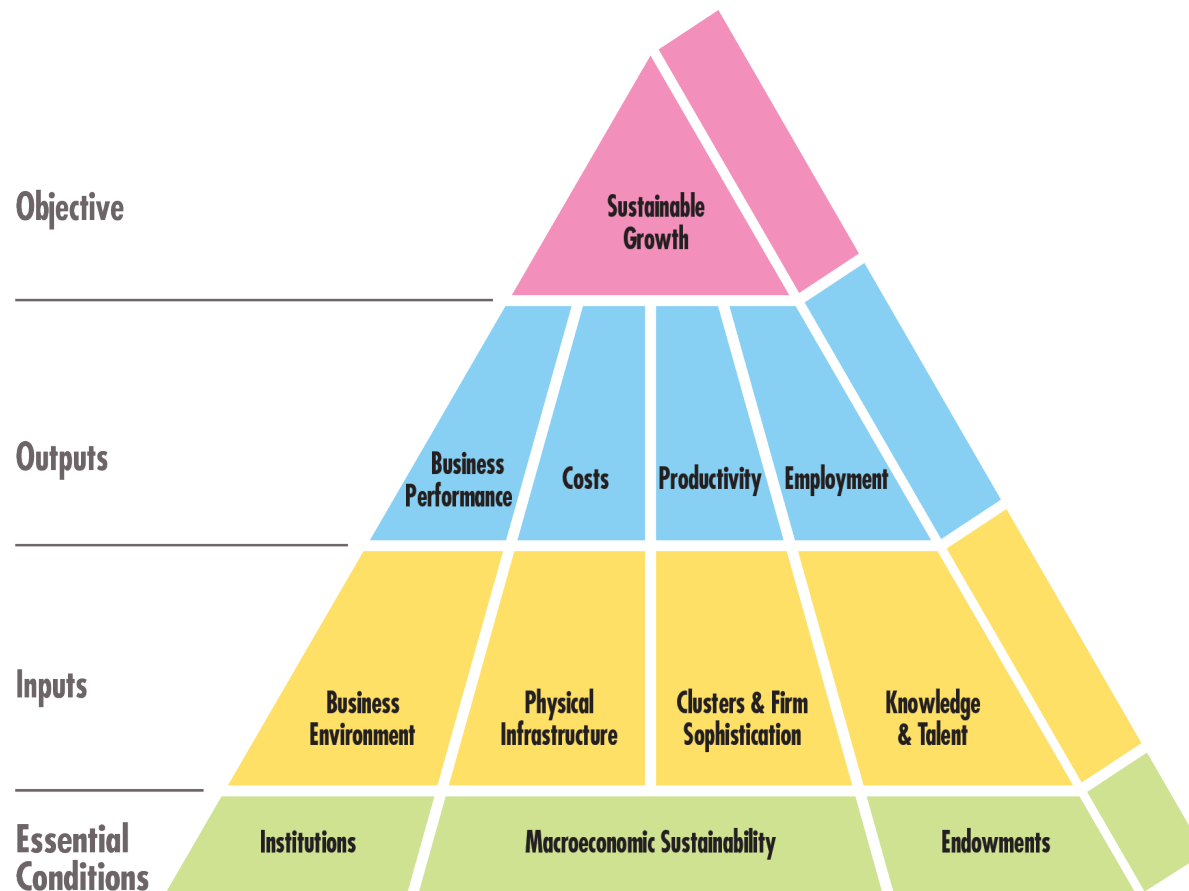 Objective
Sustainable
Growth
Outputs
Business
Performance
Costs
Productivity
Employment
Inputs
Business
Environment
Physical
Infrastructure
Clusters & Firm
Sophistication
Knowledge
& Talent
Essential
Conditions
Institutions
Macroeconomic Sustainability
Endowments